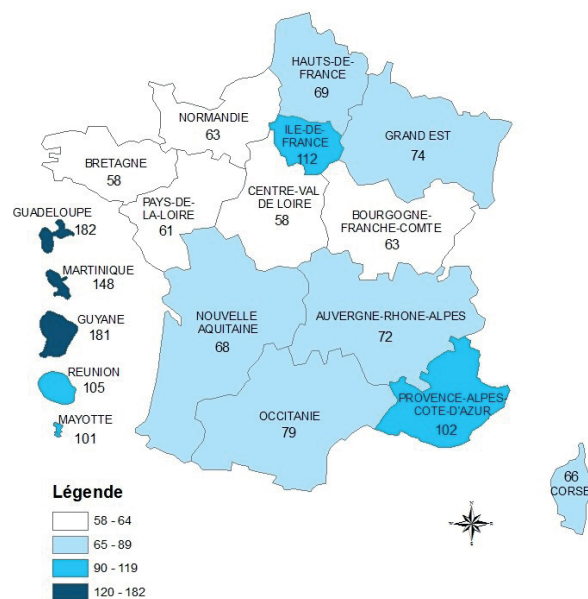 HAUTS-DE-
FRANCE
69
NORMANDIE
63
ILE-DE-
FRANCE
112
GRAND EST
74
BRETAGNE
58
PAYS-DE-
LA-LOIRE
61
CENTRE-VAL
DE LOIRE
58
BOURGOGNE-
FRANCHE-COMTE
63
GUADELOUPE
182
MARTINIQUE
148
GUYANE
181
REUNION
105
MAYOTTE
101
NOUVELLE
AQUITAINE
68
AUVERGNE-RHONE-ALPES
72
OCCITANIE
79
PROVENCE-ALPES-
COTE-D'AZUR
102
66
CORSE
Légende
58 - 64
65 - 89
90 - 119
120 - 182